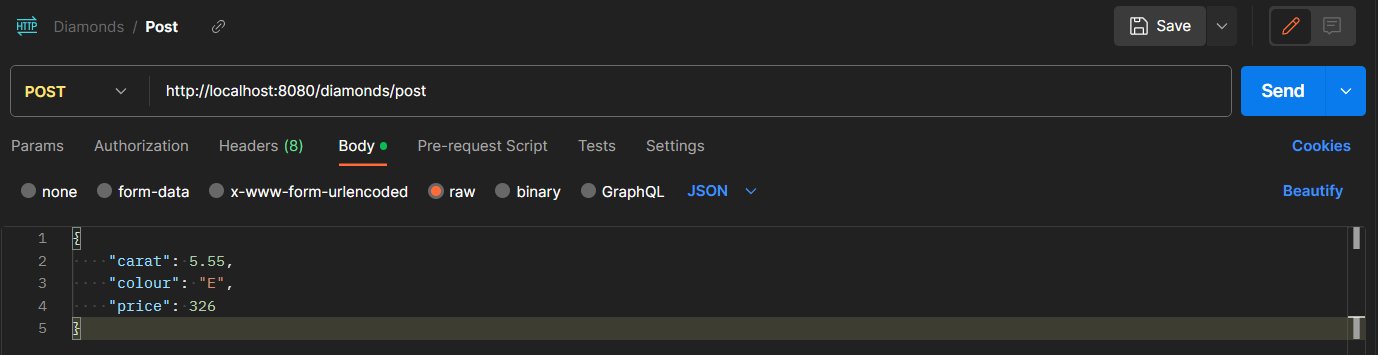 HTTP Diamonds / Post Save
POST http://localhost:8080/diamonds/post Send
Params Authorization Headers (8) Body Pre-request Script Tests Settings Cookies
none form-data x-www-form-urlencoded raw binary GraphQL JSON Beautify
1 {
2 "carat": 5.55,
3 "colour": "E",
4 "price": 326
5 }